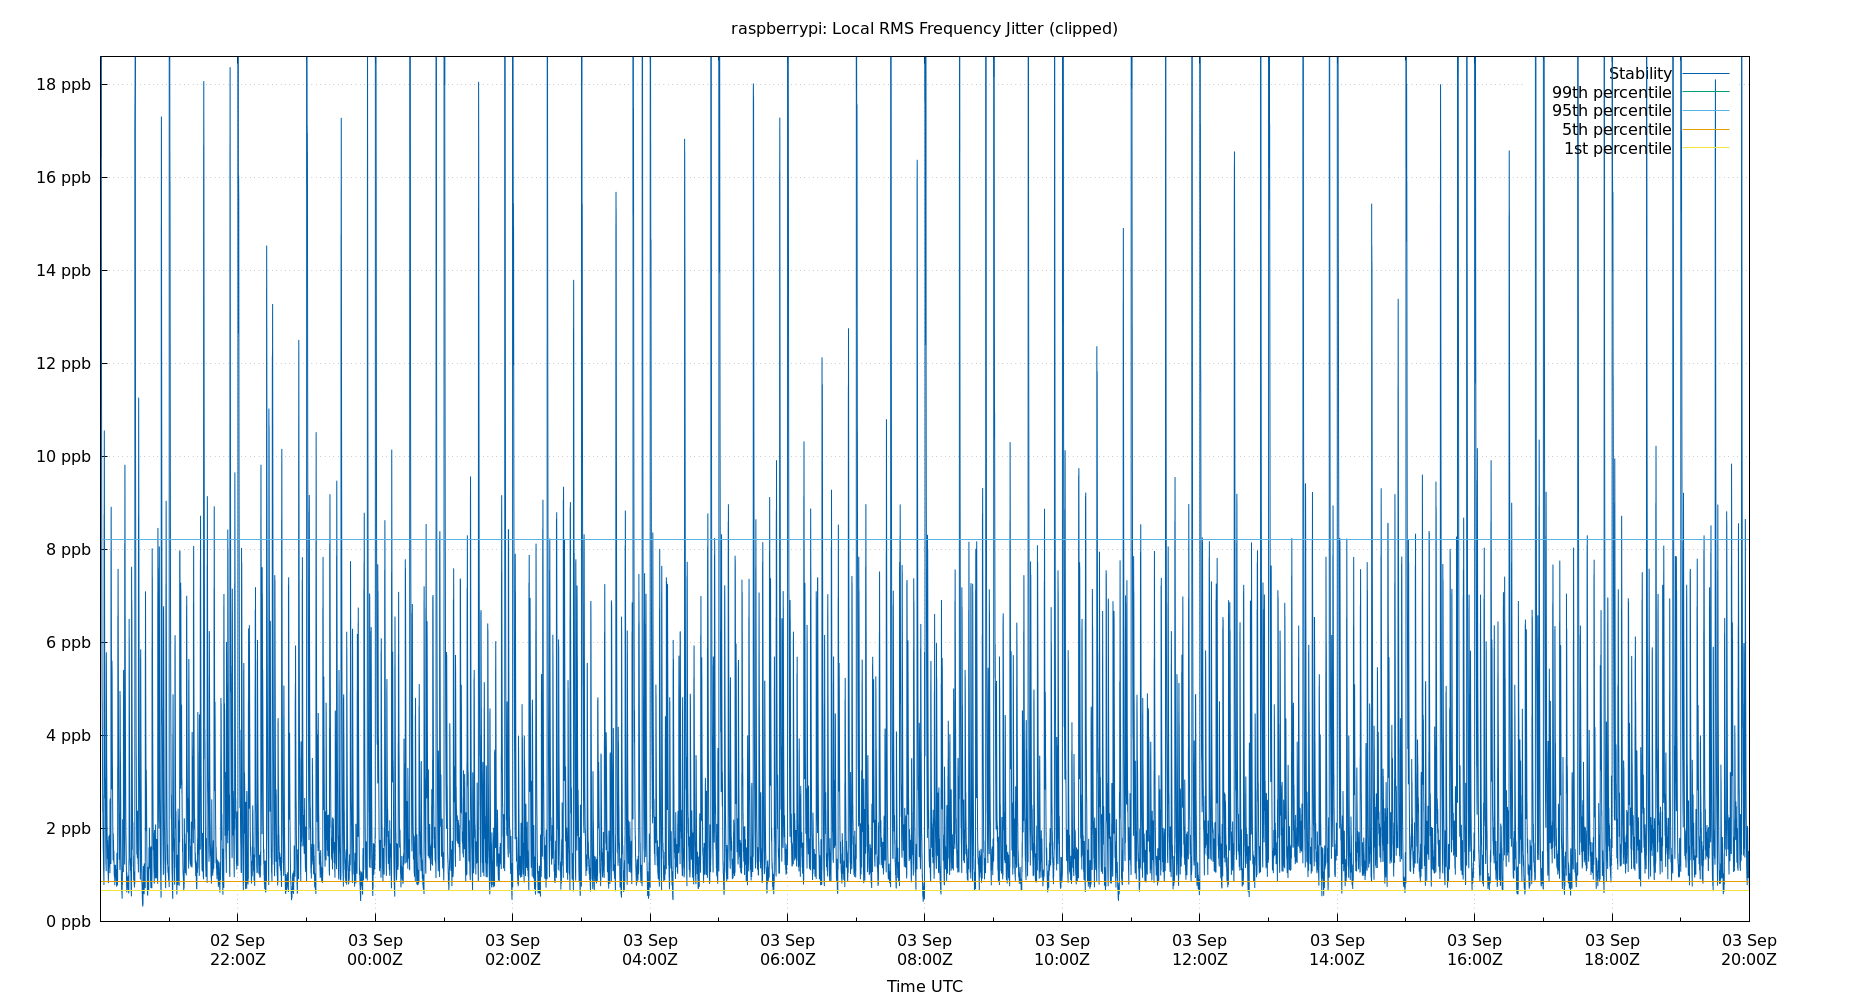 raspberrypi: Local RMS Frequency Jitter (clipped)
Stability
99th percentile
95th percentile
5th percentile
1st percentile
18 ppb
16 ppb
14 ppb
12 ppb
10 ppb
8 ppb
6 ppb
4 ppb
2 ppb
0 ppb
02 Sep 03 Sep 03 Sep 03 Sep 03 Sep 03 Sep 03 Sep 03 Sep 03 Sep 03 Sep 03 Sep 03 Sep
22:00Z 00:00Z 02:00Z 04:00Z 06:00Z 08:00Z 10:00Z 12:00Z 14:00Z 16:00Z 18:00Z 20:00Z
Time UTC